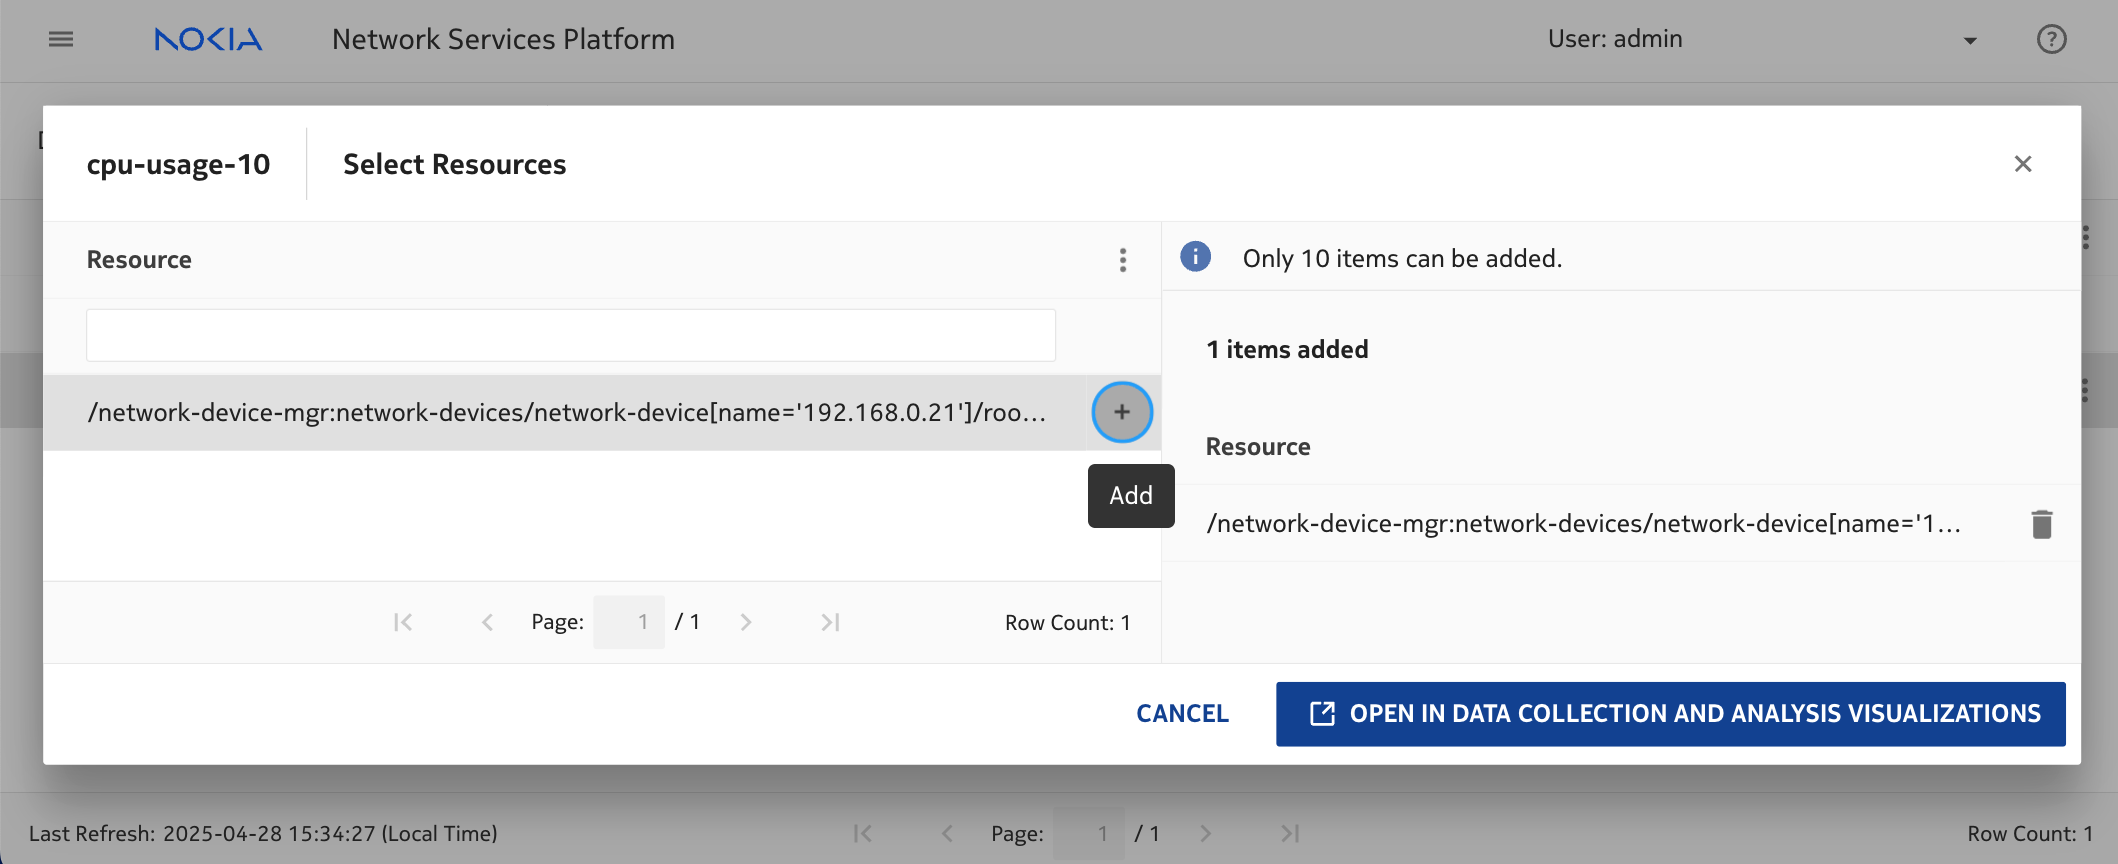 NOKIA
Network Services Platform
User: admin
cpu-usage-10
Select Resources
Resource
Only 10 items can be added.
1 items added
/network-device-mgr:network-devices/network-device[name='192.168.0.21']/roo...
Add
Resource
/network-device-mgr:network-devices/network-device[name='1...
Page: 1 / 1
Row Count: 1
CANCEL
OPEN IN DATA COLLECTION AND ANALYSIS VISUALIZATIONS
Last Refresh: 2025-04-28 15:34:27 (Local Time)
Page: 1 / 1
Row Count: 1